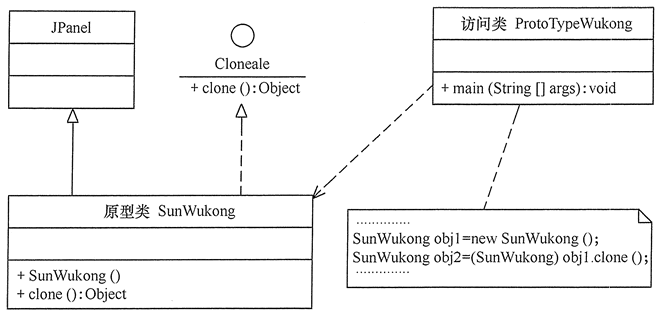 JPanel
Cloneale
+ clone ():Object
访问类 ProtoTypeWukong
+ main (String [] args):void
原型类 SunWukong
+ SunWukong ()
+ clone ():Object
··············
SunWukong obj1=new SunWukong ();
SunWukong obj2=(SunWukong) obj1.clone ();
··············